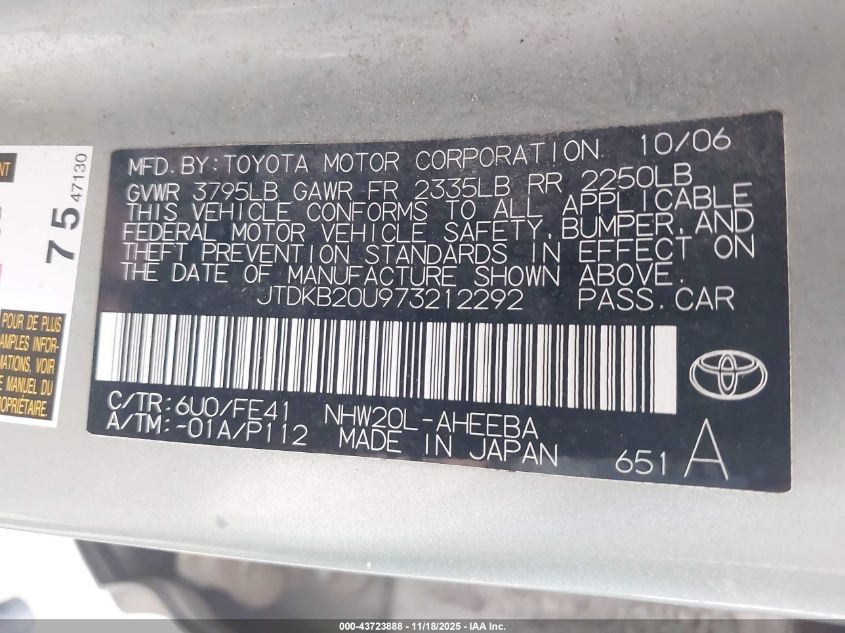 MFD. BY: TOYOTA MOTOR CORPORATION 10/06
GVWR 3795LB GAWR FR 2335LB RR 2250LB
THIS VEHICLE CONFORMS TO ALL APPLICABLE
FEDERAL MOTOR VEHICLE SAFETY, BUMPER, AND
THEFT PREVENTION STANDARDS IN EFFECT ON
THE DATE OF MANUFACTURE SHOWN ABOVE.
JTDKB20U973212292 PASS. CAR
C/TR: 6U0/FE41 NHW20L-AHEEBA
A/TM: -01A/P112 MADE IN JAPAN
651 A
75
47130
POUR DE PLUS
AMPLES INFOR-
MATIONS, VOIR
MANUEL DU
PROPRIÉTAIRE
000-43723888 - 11/18/2025 - IAA Inc.